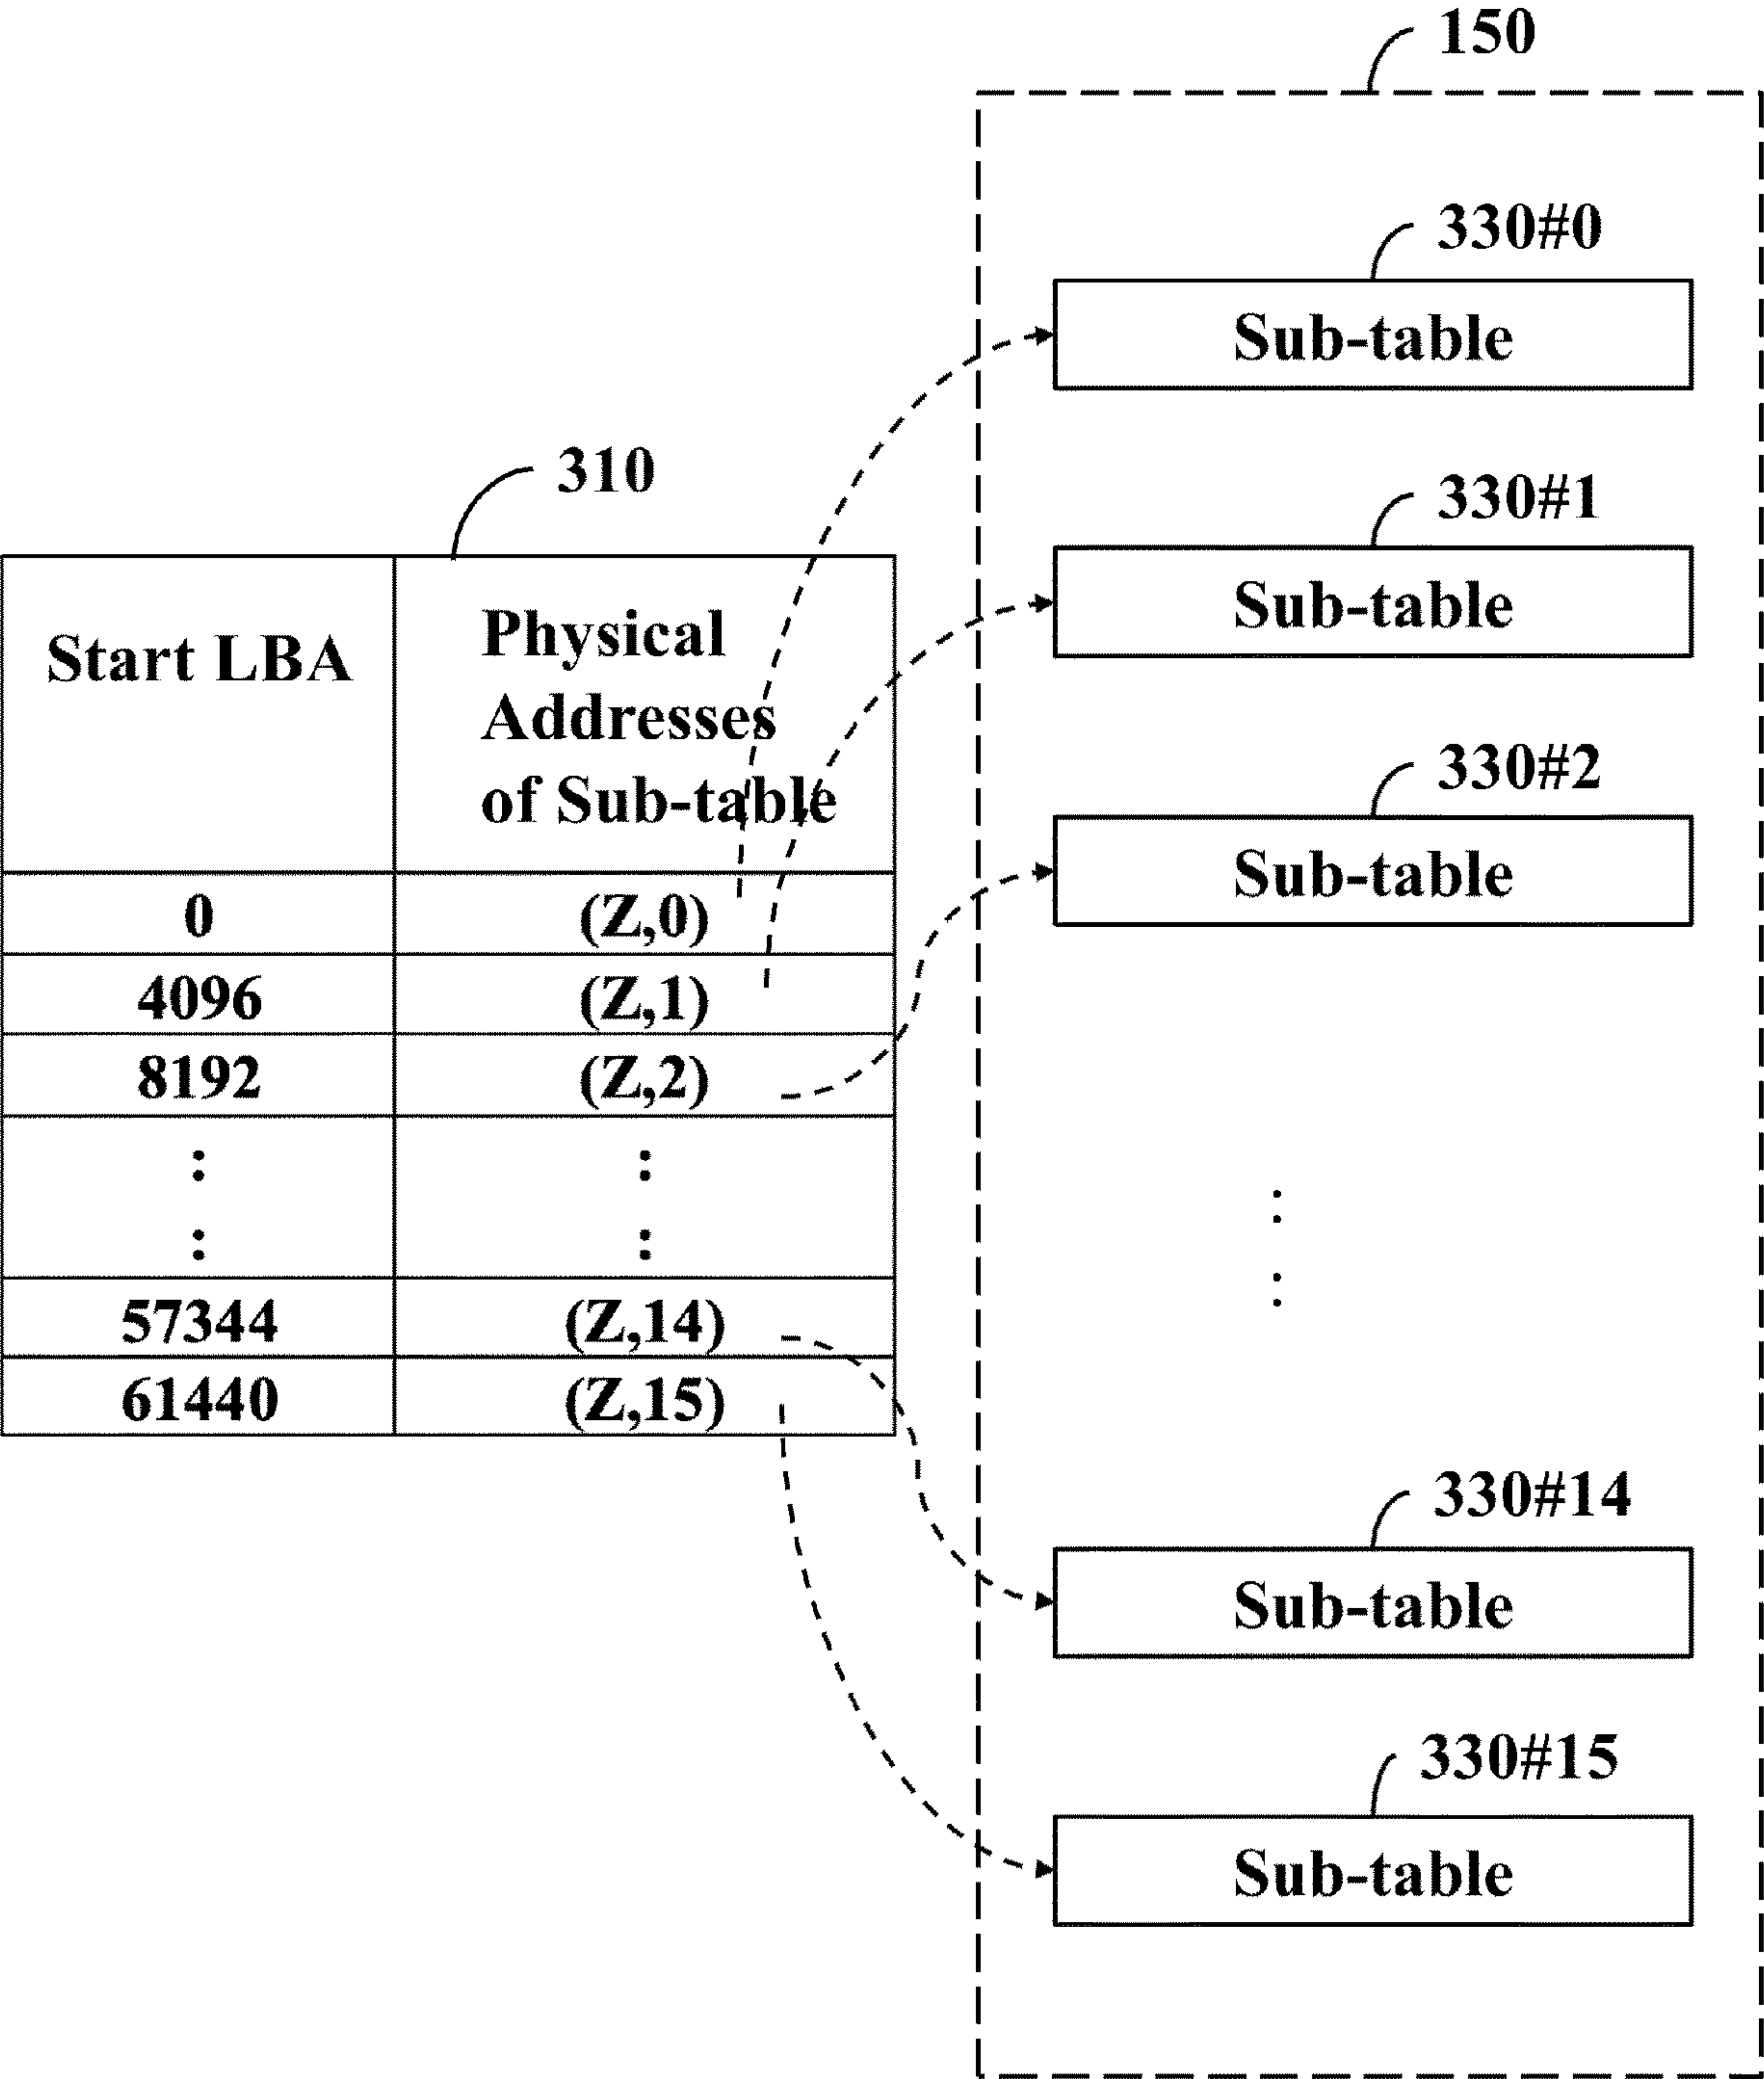 150
330#0
Sub-table
310
330#1
Sub-table
Start LBA
Physical
Addresses
of Sub-table
330#2
Sub-table
0 (Z,0)
4096 (Z,1)
8192 (Z,2)
: :
: :
:
:
57344 (Z,14)
61440 (Z,15)
330#14
Sub-table
330#15
Sub-table